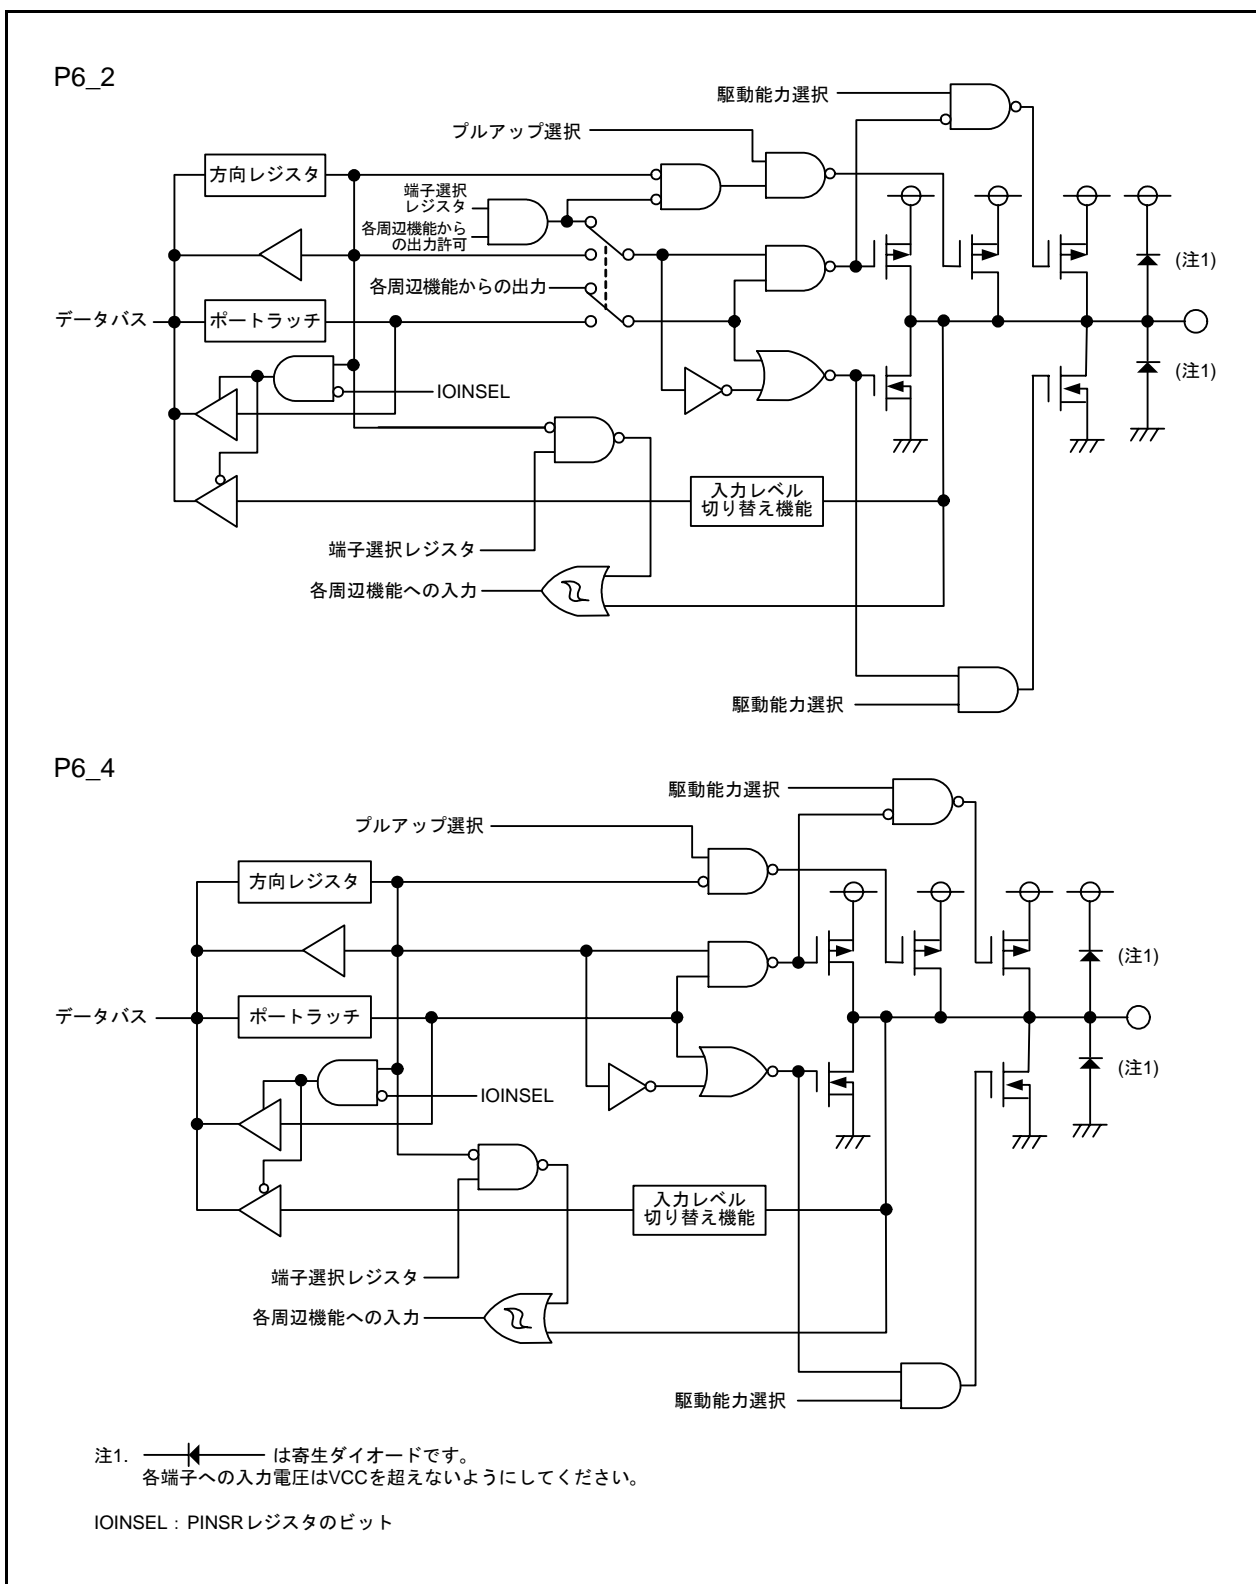 P6_2
駆動能力選択
プルアップ選択
方向レジスタ
端子選択
レジスタ
各周辺機能から
の出力許可
(注1)
各周辺機能からの出力
データバス
ポートラッチ
(注1)
IOINSEL
入力レベル
切り替え機能
端子選択レジスタ
各周辺機能への入力
駆動能力選択
P6_4
駆動能力選択
プルアップ選択
方向レジスタ
(注1)
データバス
ポートラッチ
(注1)
IOINSEL
入力レベル
切り替え機能
端子選択レジスタ
各周辺機能への入力
駆動能力選択
注1. は寄生ダイオードです。
各端子への入力電圧はVCCを超えないようにしてください。
IOINSEL：PINSRレジスタのビット